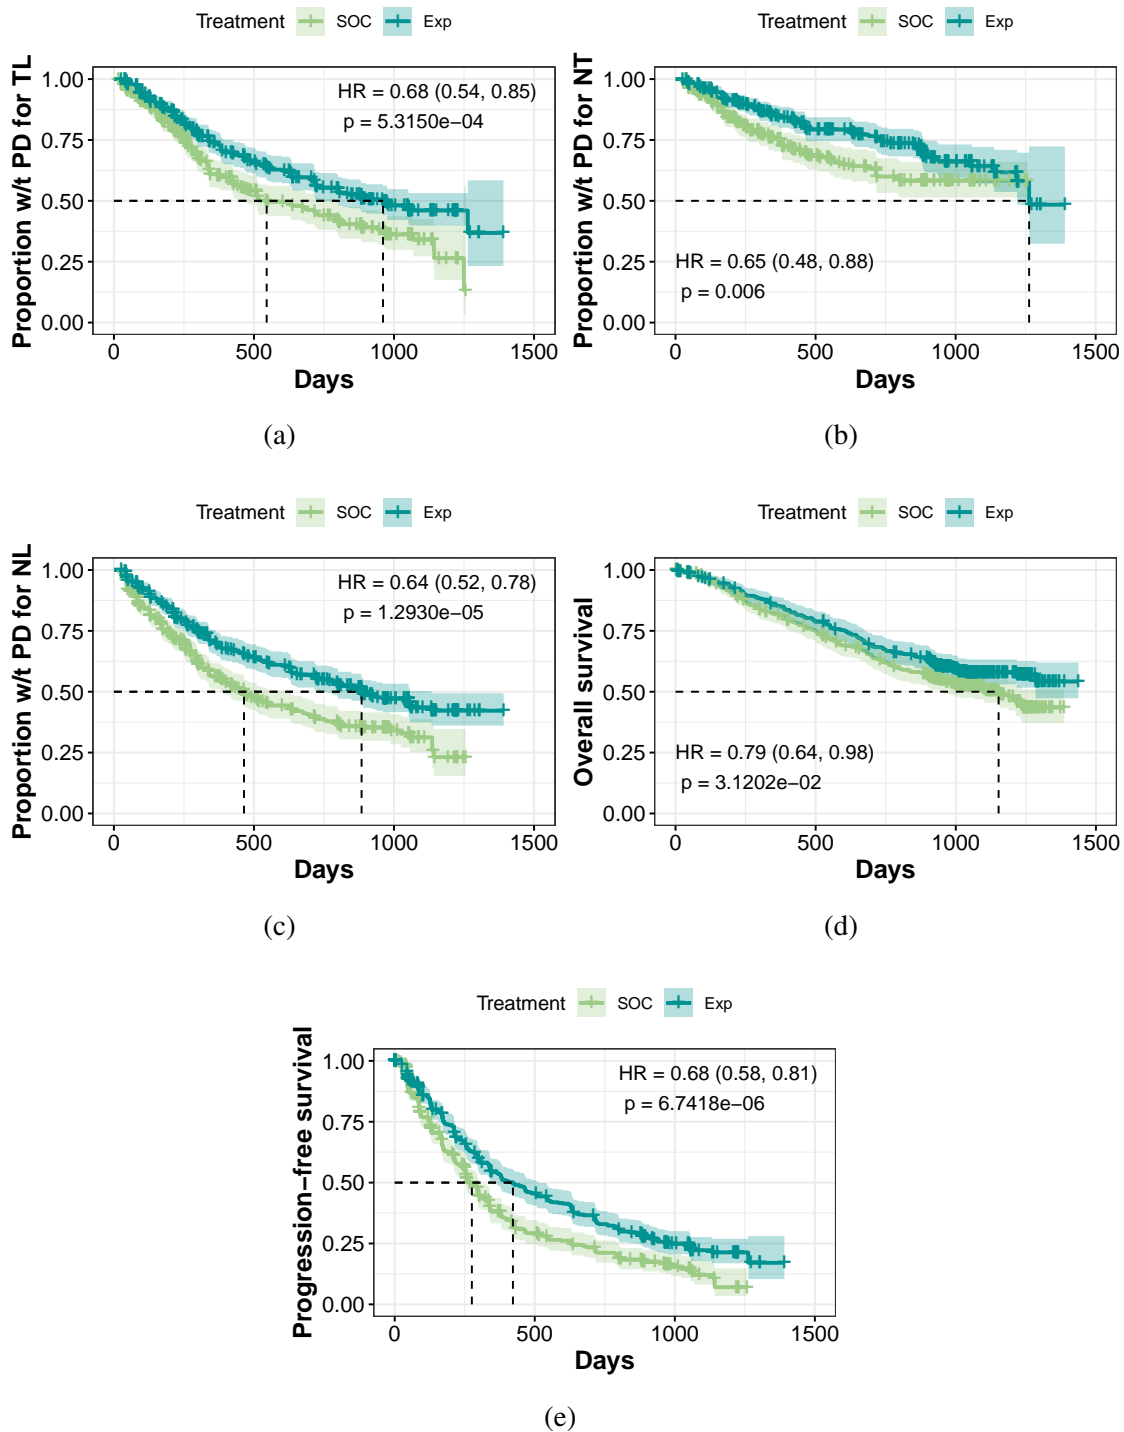 Treatment SOC Exp
Proportion w/t PD for TL
1.00
0.75
0.50
0.25
0.00
HR = 0.68 (0.54, 0.85)
p = 5.3150e−04
0 500 1000 1500
Days
(a)
Treatment SOC Exp
Proportion w/t PD for NT
1.00
0.75
0.50
0.25
0.00
HR = 0.65 (0.48, 0.88)
p = 0.006
0 500 1000 1500
Days
(b)
Treatment SOC Exp
Proportion w/t PD for NL
1.00
0.75
0.50
0.25
0.00
HR = 0.64 (0.52, 0.78)
p = 1.2930e−05
0 500 1000 1500
Days
(c)
Treatment SOC Exp
Overall survival
1.00
0.75
0.50
0.25
0.00
HR = 0.79 (0.64, 0.98)
p = 3.1202e−02
0 500 1000 1500
Days
(d)
Treatment SOC Exp
Progression−free survival
1.00
0.75
0.50
0.25
0.00
HR = 0.68 (0.58, 0.81)
p = 6.7418e−06
0 500 1000 1500
Days
(e)